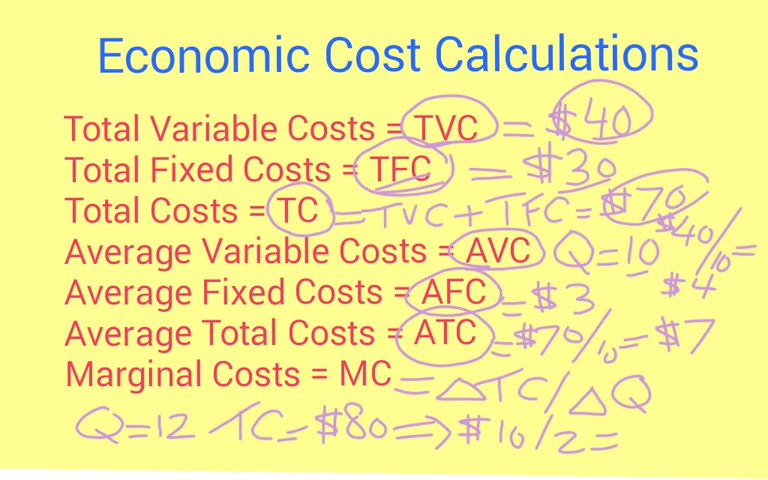 Economic Cost Calculations
Total Variable Costs = TVC = $40
Total Fixed Costs = TFC = $30
Total Costs = TC = TVC + TFC = $70
Average Variable Costs = AVC Q=10 $40/10 = $4
Average Fixed Costs = AFC = $3
Average Total Costs = ATC = $70/10 = $7
Marginal Costs = MC = △TC/△Q
Q=12 TC=$80 ⇒ $10/2=